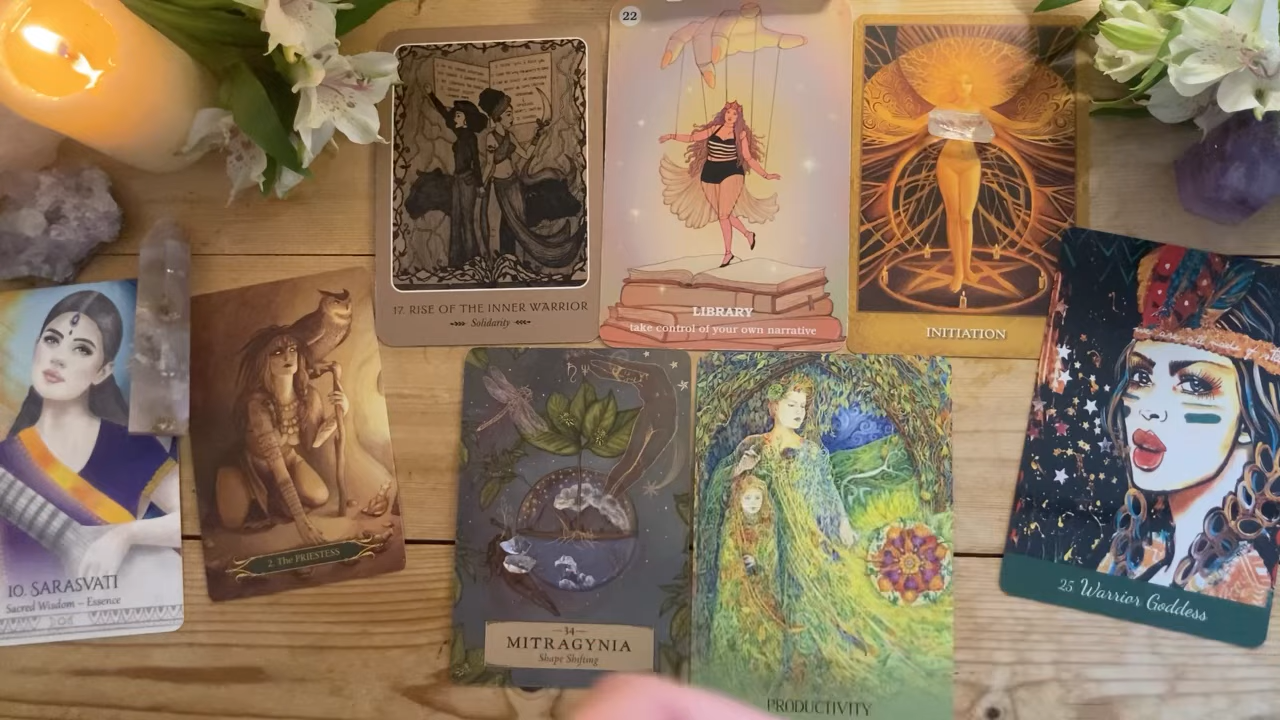 22
17. RISE OF THE INNER WARRIOR
Solidarity
LIBRARY
take control of your own narrative
INITIATION
10. SARASVATI
Sacred Wisdom – Essence
2. The PRIESTESS
34
MITRAGYNIA
Shape Shifting
PRODUCTIVITY
25 Warrior Goddess